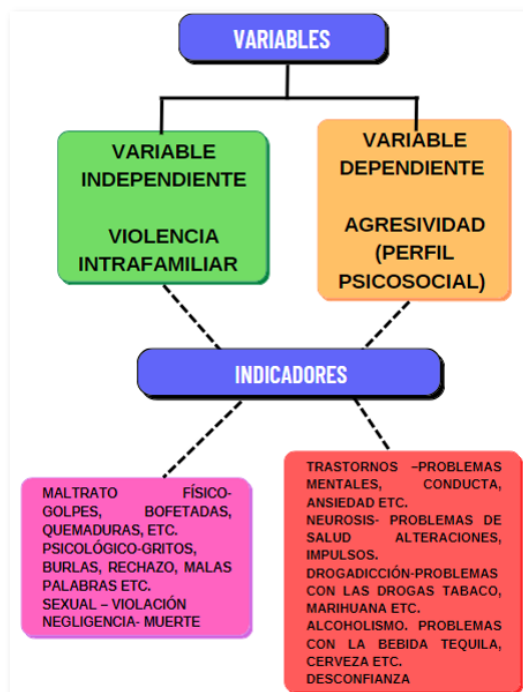 VARIABLES
VARIABLE
INDEPENDIENTE
VIOLENCIA
INTRAFAMILIAR
VARIABLE
DEPENDIENTE
AGRESIVIDAD
(PERFIL
PSICOSOCIAL)
INDICADORES
MALTRATO FÍSICO-
GOLPES, BOFETADAS,
QUEMADURAS, ETC.
PSICOLÓGICO-GRITOS,
BURLAS, RECHAZO, MALAS
PALABRAS ETC.
SEXUAL – VIOLACIÓN
NEGLIGENCIA- MUERTE
TRASTORNOS –PROBLEMAS
MENTALES, CONDUCTA,
ANSIEDAD ETC.
NEUROSIS- PROBLEMAS DE
SALUD ALTERACIONES,
IMPULSOS.
DROGADICCIÓN-PROBLEMAS
CON LAS DROGAS TABACO,
MARIHUANA ETC.
ALCOHOLISMO. PROBLEMAS
CON LA BEBIDA TEQUILA,
CERVEZA ETC.
DESCONFIANZA